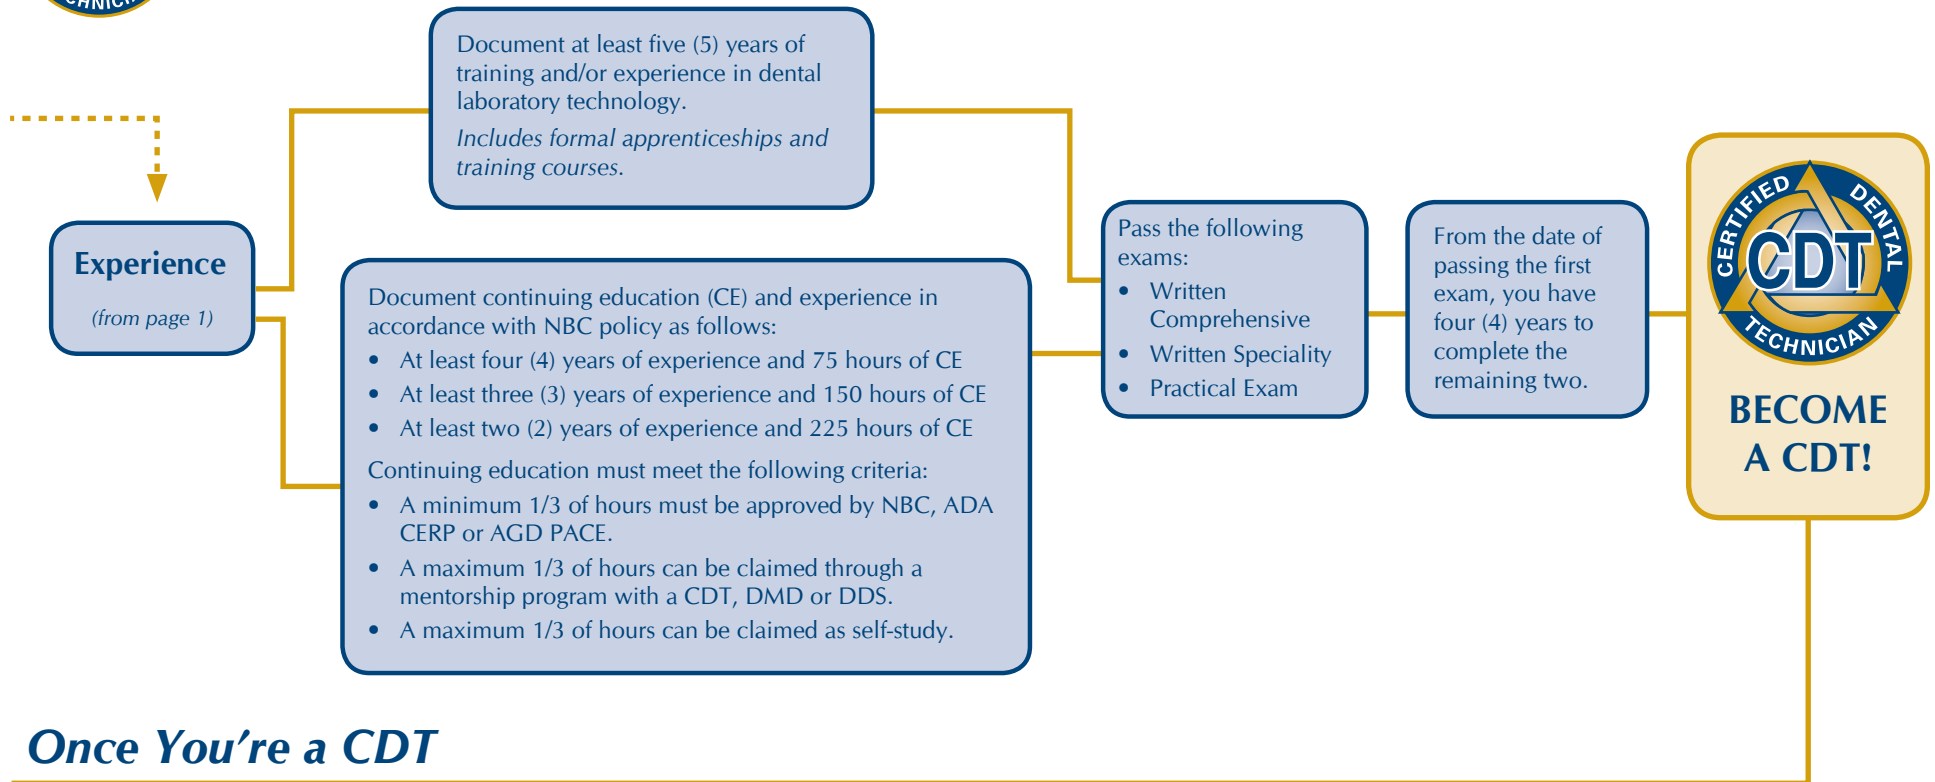 TECHNICIAN
Document at least five (5) years of
training and/or experience in dental
laboratory technology.
Includes formal apprenticeships and
training courses.
Experience
(from page 1)
Document continuing education (CE) and experience in
accordance with NBC policy as follows:
• At least four (4) years of experience and 75 hours of CE
• At least three (3) years of experience and 150 hours of CE
• At least two (2) years of experience and 225 hours of CE
Continuing education must meet the following criteria:
• A minimum 1/3 of hours must be approved by NBC, ADA
CERP or AGD PACE.
• A maximum 1/3 of hours can be claimed through a
mentorship program with a CDT, DMD or DDS.
• A maximum 1/3 of hours can be claimed as self-study.
Pass the following
exams:
• Written
Comprehensive
• Written Speciality
• Practical Exam
From the date of
passing the first
exam, you have
four (4) years to
complete the
remaining two.
CERTIFIED DENTAL
CDT
TECHNICIAN
BECOME
A CDT!
Once You're a CDT